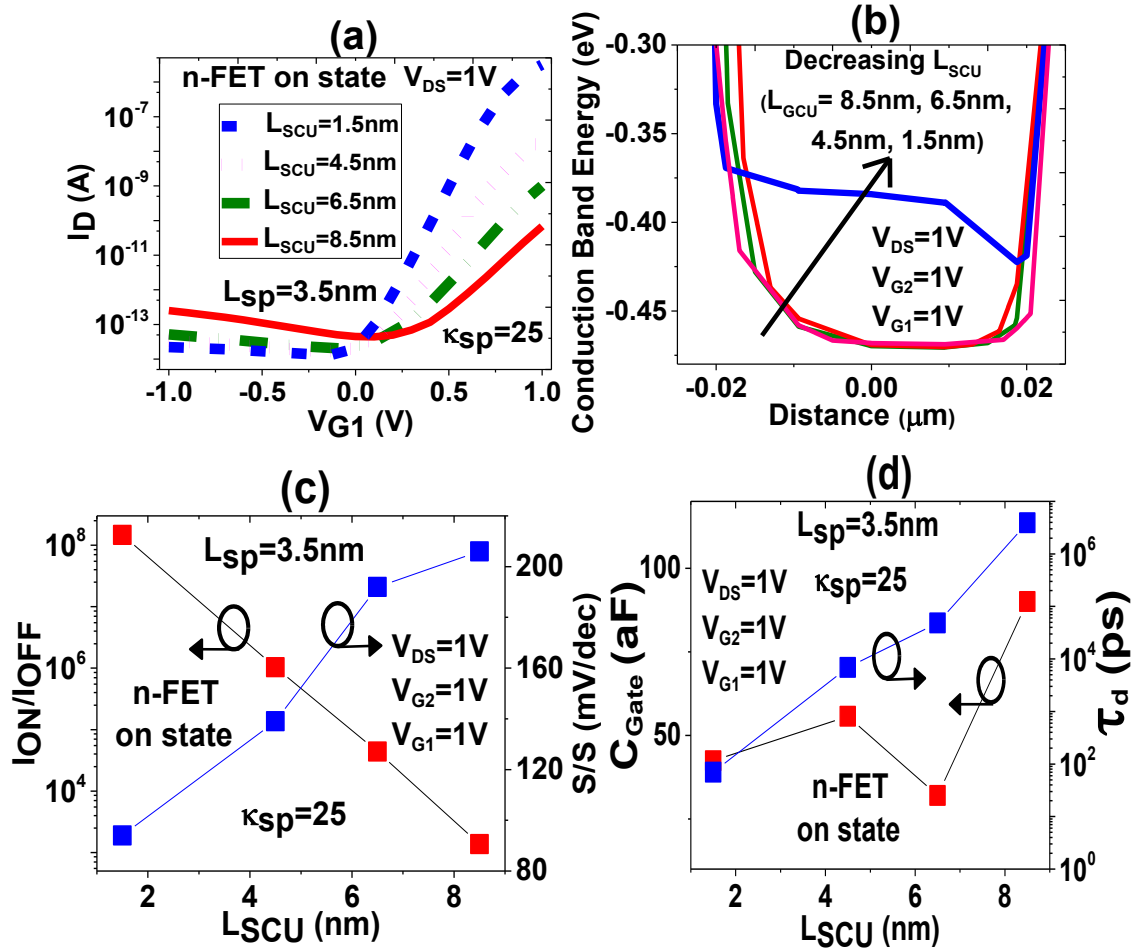 (a)
n-FET on state V_DS=1V
L_SCU=1.5nm
L_SCU=4.5nm
L_SCU=6.5nm
L_SCU=8.5nm
L_sp=3.5nm
κ_sp=25
10^-7
10^-9
10^-11
10^-13
I_D (A)
-1.0 -0.5 0.0 0.5 1.0
V_G1 (V)
(b)
Decreasing L_SCU
(L_GCU= 8.5nm, 6.5nm,
4.5nm, 1.5nm)
V_DS=1V
V_G2=1V
V_G1=1V
-0.30
-0.35
-0.40
-0.45
Conduction Band Energy (eV)
-0.02 0.00 0.02
Distance (μm)
(c)
L_sp=3.5nm
n-FET
on state
V_DS=1V
V_G2=1V
V_G1=1V
κ_sp=25
10^8
10^6
10^4
I_ON/I_OFF
200
160
120
80
S/S (mV/dec)
2 4 6 8
L_SCU (nm)
(d)
L_sp=3.5nm
κ_sp=25
V_DS=1V
V_G2=1V
V_G1=1V
n-FET
on state
100
50
C_Gate (aF)
10^6
10^4
10^2
10^0
τ_d (ps)
2 4 6 8
L_SCU (nm)